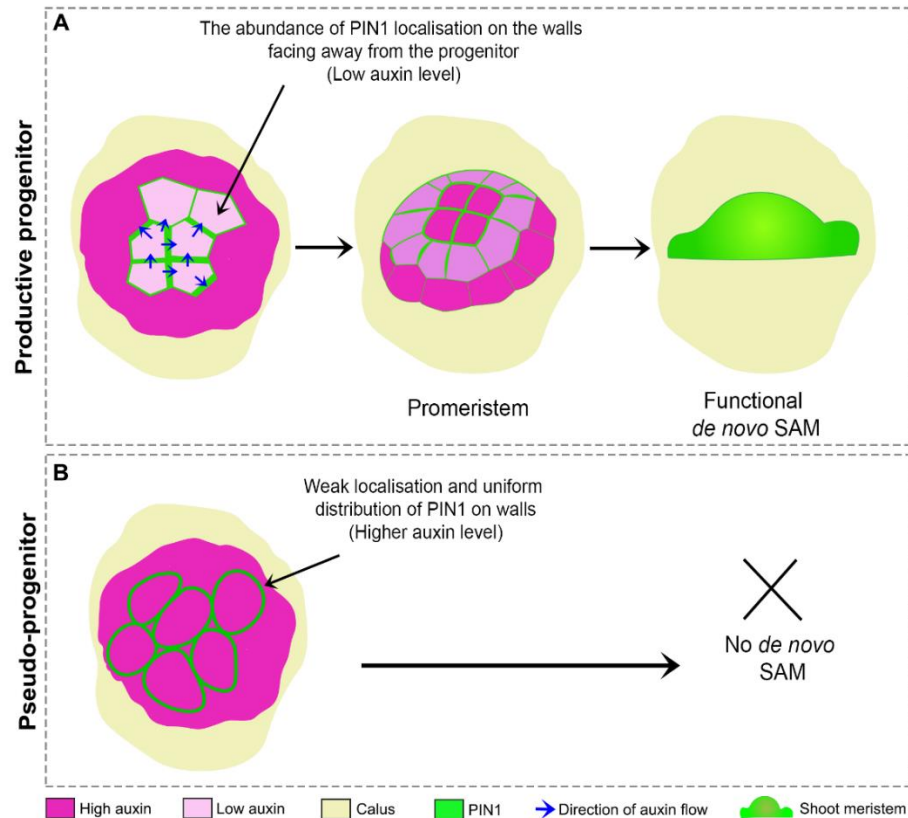 A
The abundance of PIN1 localisation on the walls
facing away from the progenitor
(Low auxin level)
Productive progenitor
Promeristem
Functional
de novo SAM
B
Weak localisation and uniform
distribution of PIN1 on walls
(Higher auxin level)
Pseudo-progenitor
No de novo
SAM
High auxin
Low auxin
Calus
PIN1
Direction of auxin flow
Shoot meristem